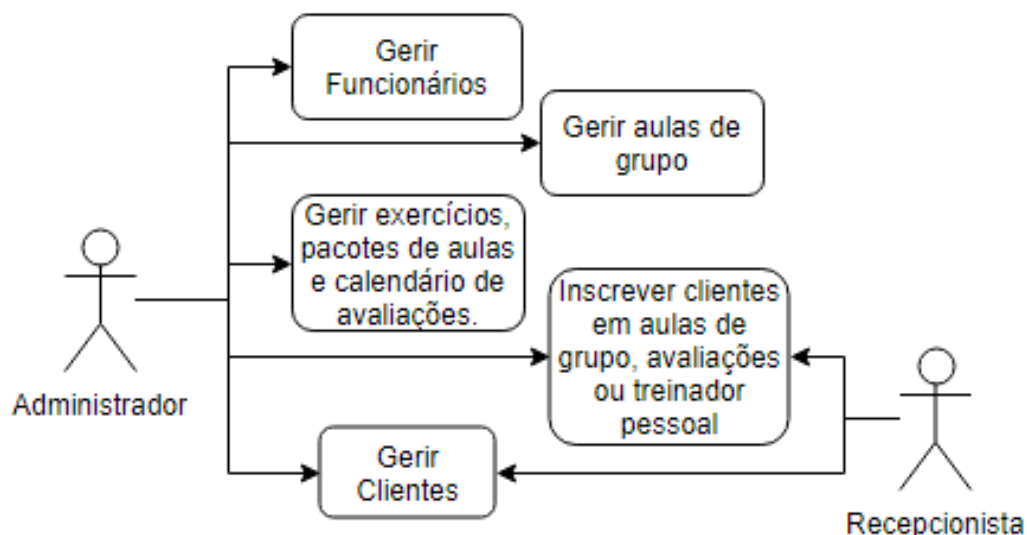 Gerir
Funcionários
Gerir aulas de
grupo
Gerir exercícios,
pacotes de aulas
e calendário de
avaliações.
Inscrever clientes
em aulas de
grupo, avaliações
ou treinador
pessoal
Administrador
Gerir
Clientes
Recepcionista